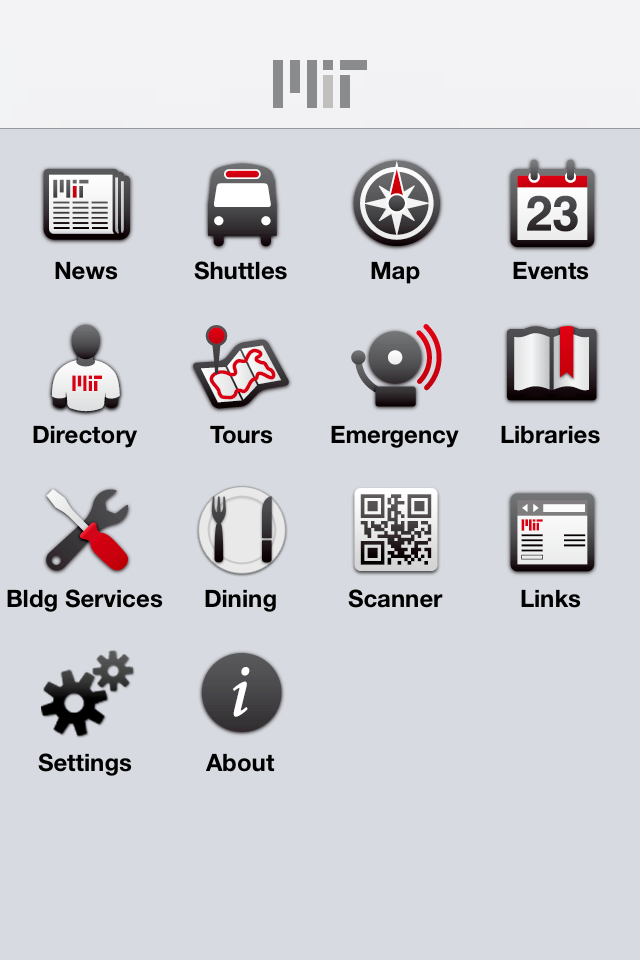 MIT
MIT
23
News Shuttles Map Events
MIT
Directory Tours Emergency Libraries
MIT
Bldg Services Dining Scanner Links
i
Settings About